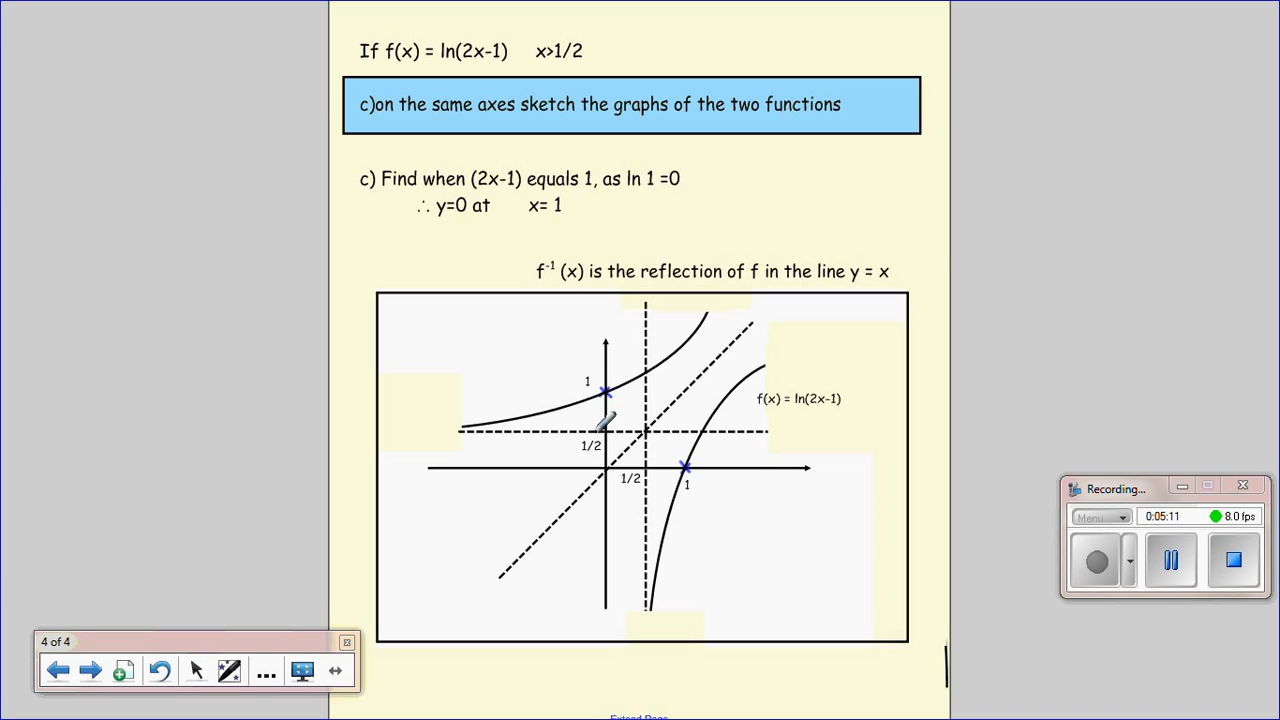 If f(x) = ln(2x-1) x>1/2
c)on the same axes sketch the graphs of the two functions
c) Find when (2x-1) equals 1, as ln 1 =0
∴ y=0 at x= 1
f⁻¹ (x) is the reflection of f in the line y = x
1
f(x) = ln(2x-1)
1/2
1/2
1
Recording...
Menu
0:05:11
8.0 fps
4 of 4
...
Extend Page